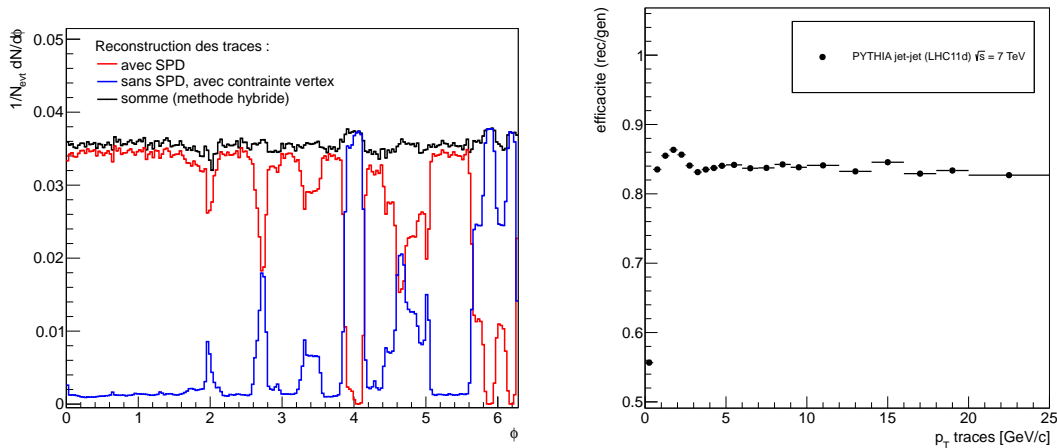 1/N_evt dN/dϕ
0.05
0.04
0.03
0.02
0.01
0
Reconstruction des traces :
avec SPD
sans SPD, avec contrainte vertex
somme (methode hybride)
0 1 2 3 4 5 6
ϕ
efficacite (rec/gen)
1
0.9
0.8
0.7
0.6
0.5
PYTHIA jet-jet (LHC11d) √s = 7 TeV
0 5 10 15 20 25
p_T traces [GeV/c]